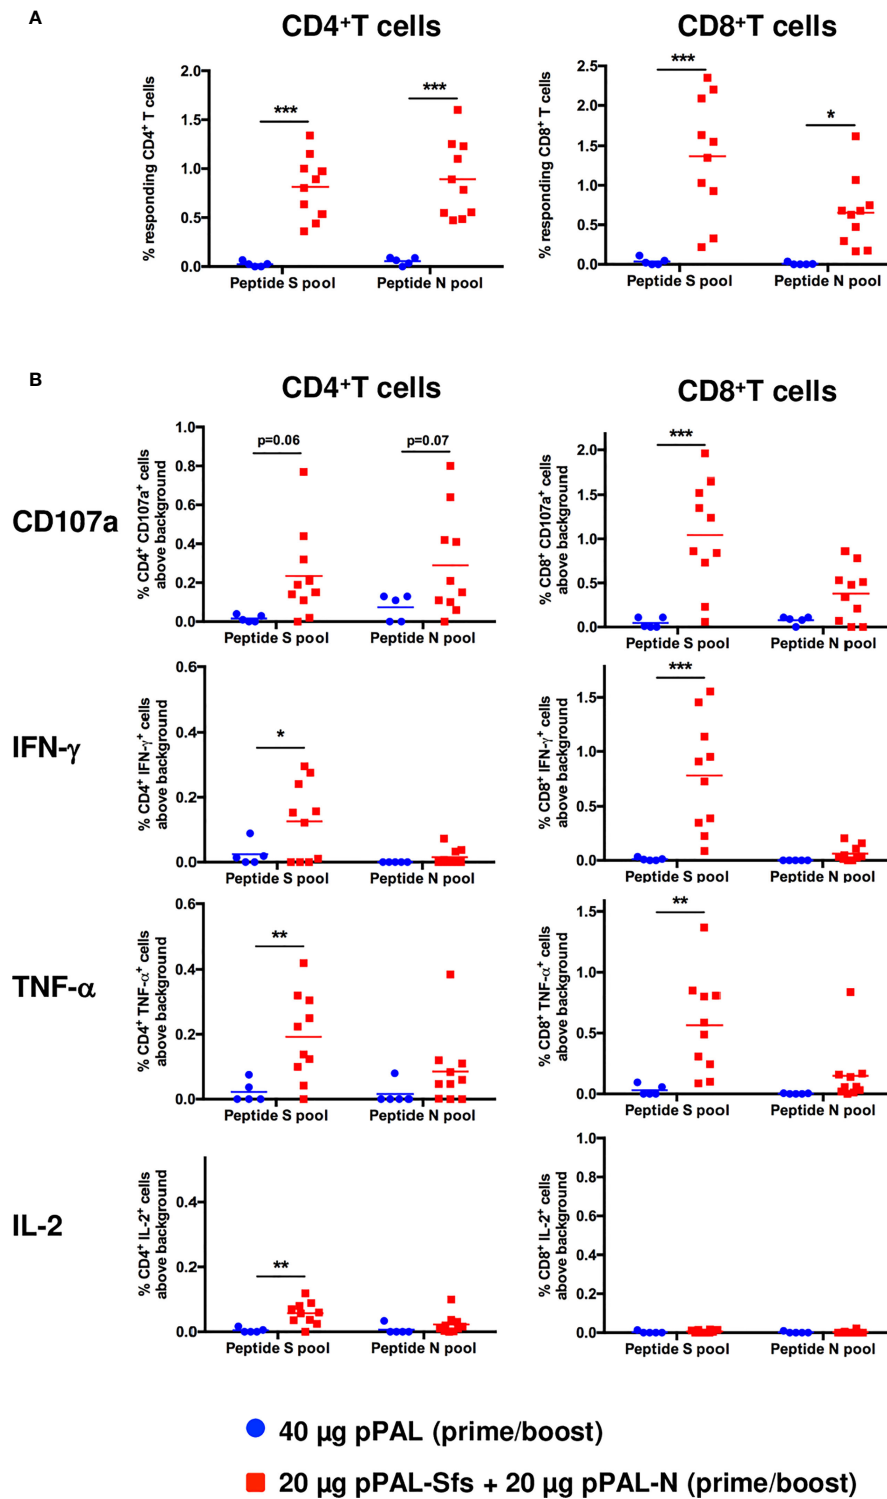 A
CD4⁺T cells
CD8⁺T cells
% responding CD4⁺ T cells
2.0
1.5
1.0
0.5
0.0
***
***
Peptide S pool
Peptide N pool
% responding CD8⁺ T cells
2.5
2.0
1.5
1.0
0.5
0.0
***
*
Peptide S pool
Peptide N pool
B
CD4⁺T cells
CD8⁺T cells
CD107a
% CD4⁺ CD107a⁺ cells
above background
1.0
0.8
0.6
0.4
0.2
0.0
p=0.06
p=0.07
Peptide S pool
Peptide N pool
% CD8⁺ CD107a⁺ cells
above background
2.0
1.5
1.0
0.5
0.0
***
Peptide S pool
Peptide N pool
IFN-γ
% CD4⁺ IFN-γ⁺ cells
above background
0.6
0.4
0.2
0.0
*
Peptide S pool
Peptide N pool
% CD8⁺ IFN-γ⁺ cells
above background
1.5
1.0
0.5
0.0
***
Peptide S pool
Peptide N pool
TNF-α
% CD4⁺ TNF-α⁺ cells
above background
0.6
0.4
0.2
0.0
**
Peptide S pool
Peptide N pool
% CD8⁺ TNF-α⁺ cells
above background
1.5
1.0
0.5
0.0
**
Peptide S pool
Peptide N pool
IL-2
% CD4⁺ IL-2⁺ cells
above background
0.4
0.2
0.0
**
Peptide S pool
Peptide N pool
% CD8⁺ IL-2⁺ cells
above background
1.0
0.8
0.6
0.4
0.2
0.0
Peptide S pool
Peptide N pool
40 µg pPAL (prime/boost)
20 µg pPAL-Sfs + 20 µg pPAL-N (prime/boost)